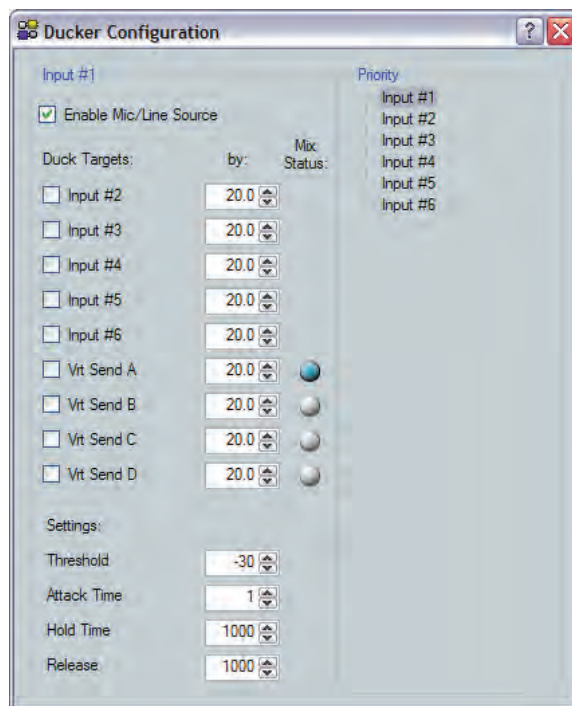 Ducker Configuration
Input #1
Enable Mic/Line Source
Duck Targets: by: Mix Status:
Input #2 20.0
Input #3 20.0
Input #4 20.0
Input #5 20.0
Input #6 20.0
Vrt Send A 20.0
Vrt Send B 20.0
Vrt Send C 20.0
Vrt Send D 20.0
Settings:
Threshold -30
Attack Time 1
Hold Time 1000
Release 1000
Priority
Input #1
Input #2
Input #3
Input #4
Input #5
Input #6